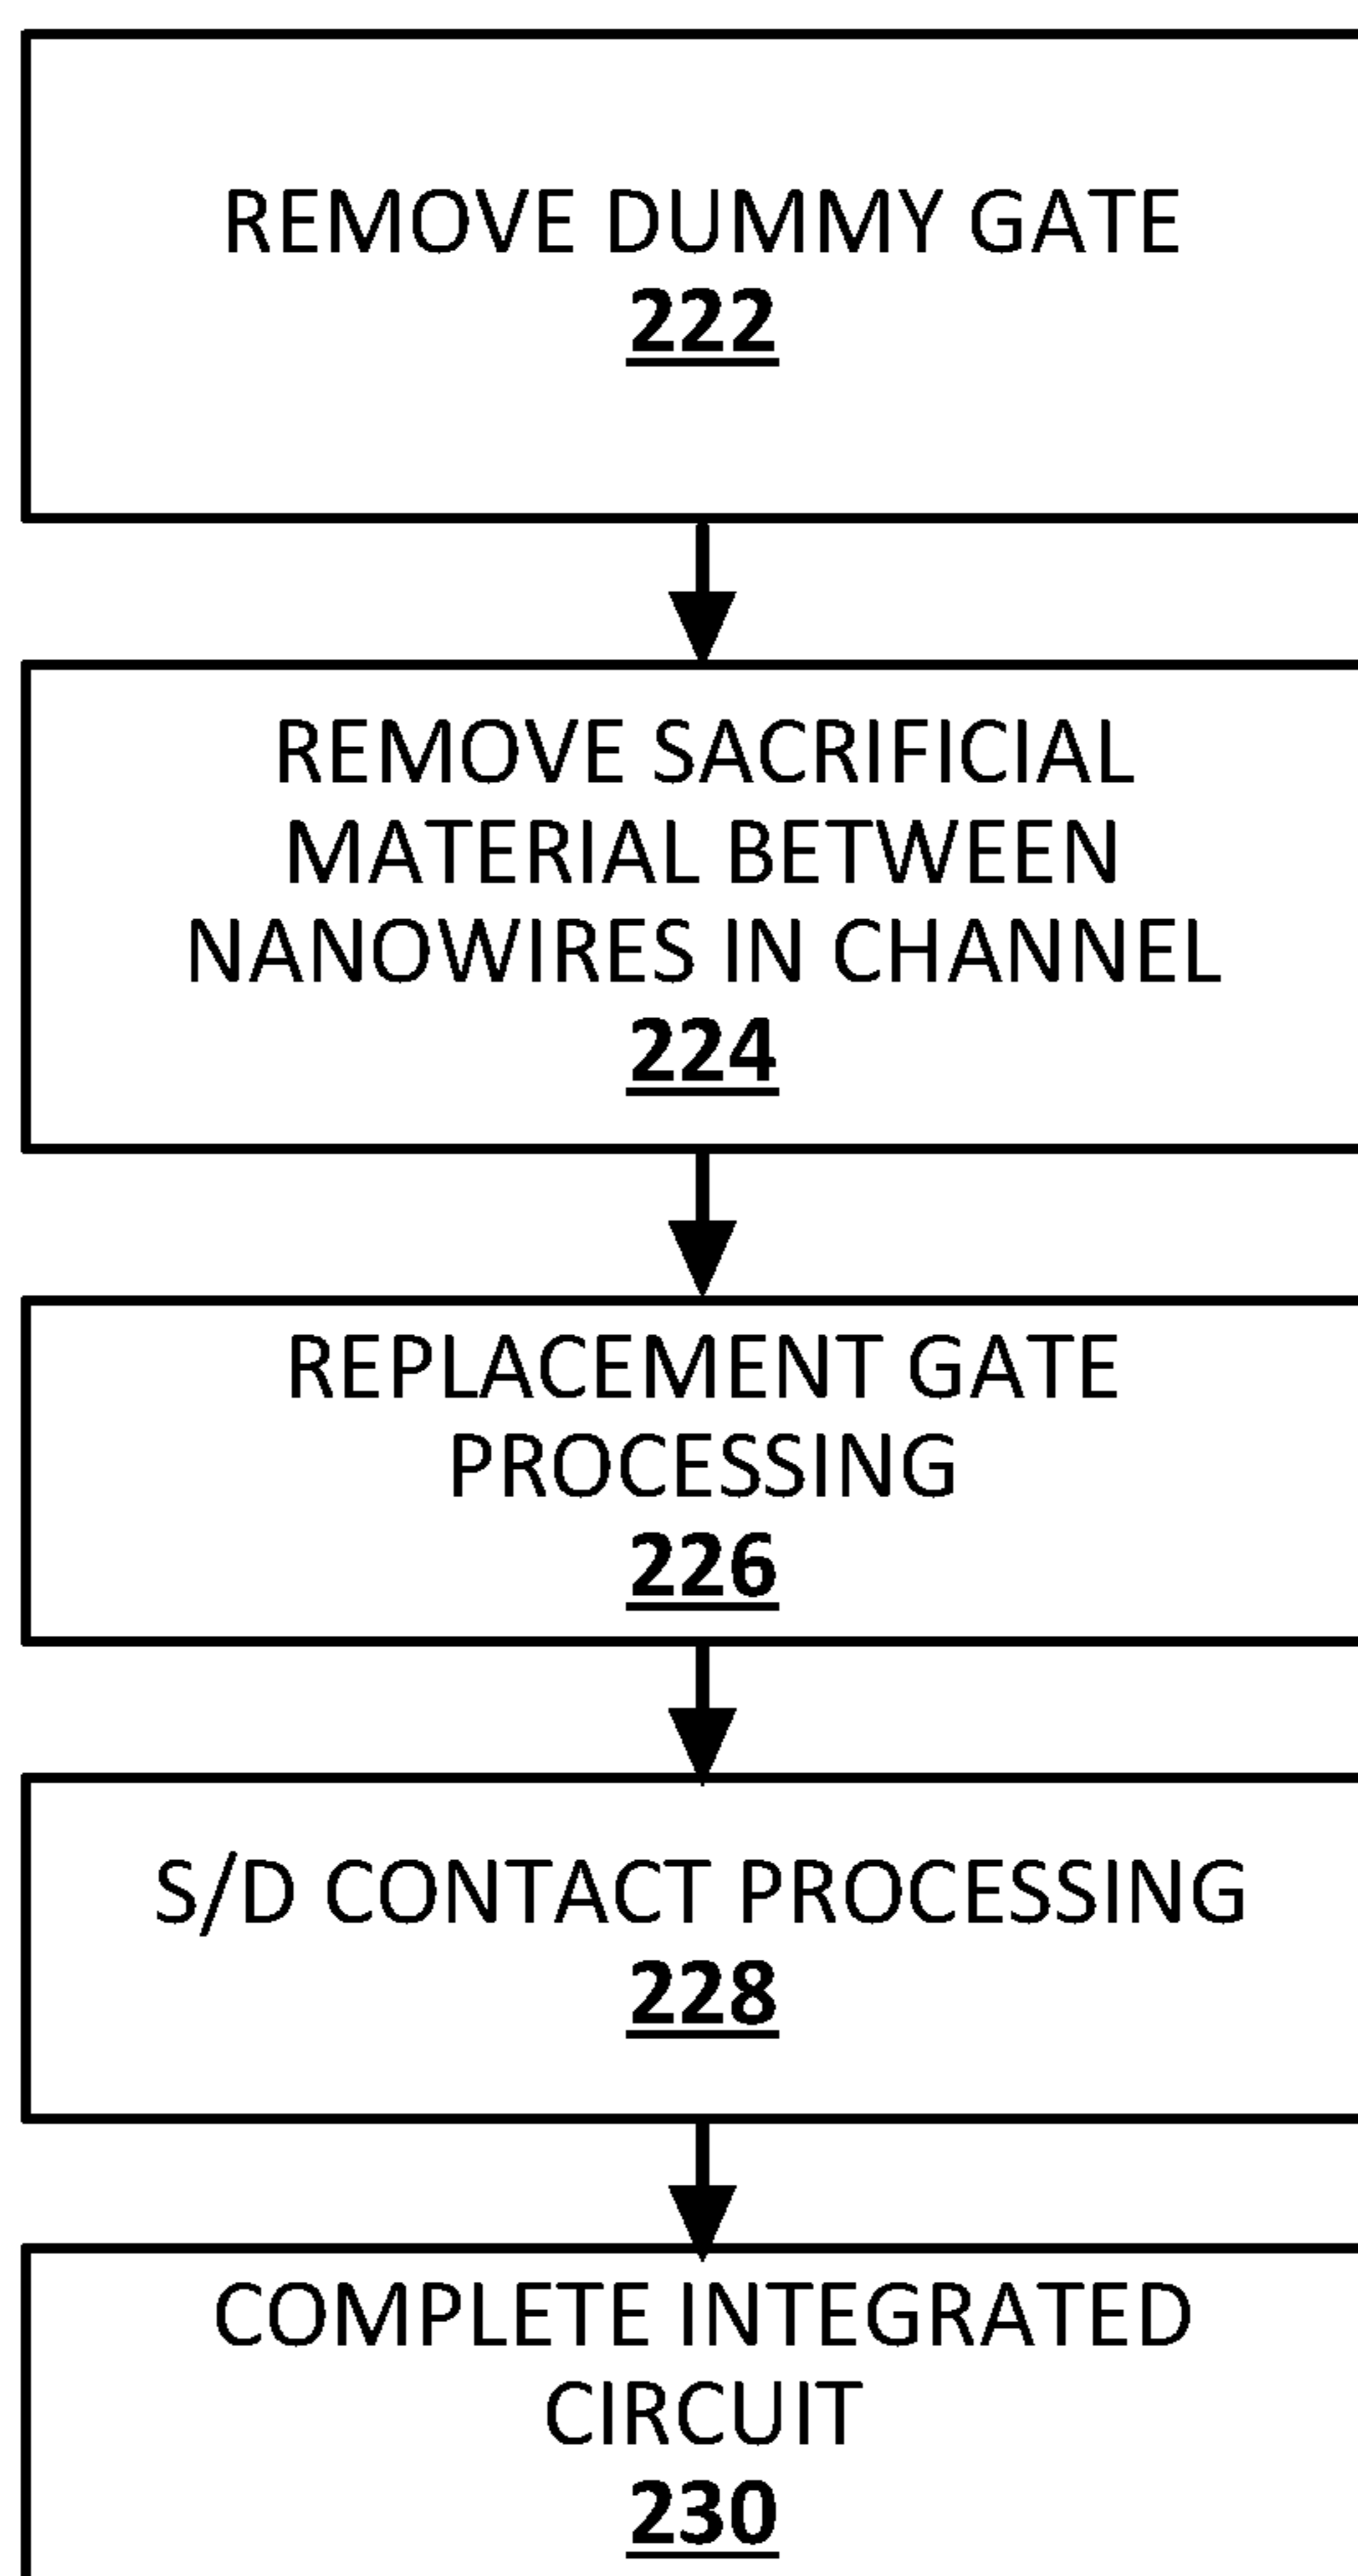 REMOVE DUMMY GATE
222
REMOVE SACRIFICIAL
MATERIAL BETWEEN
NANOWIRES IN CHANNEL
224
REPLACEMENT GATE
PROCESSING
226
S/D CONTACT PROCESSING
228
COMPLETE INTEGRATED
CIRCUIT
230